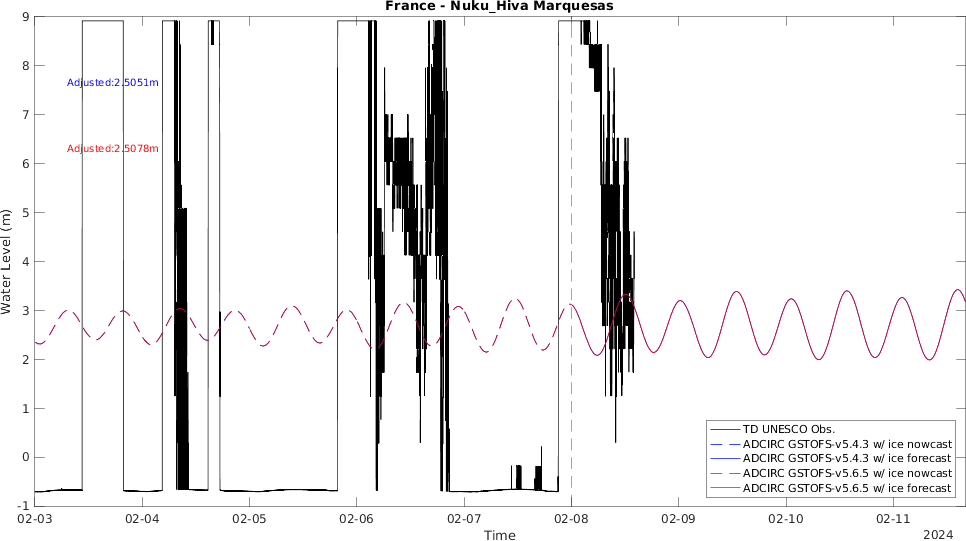 France - Nuku_Hiva Marquesas
9
8
7
6
5
4
3
2
1
0
-1
Water Level (m)
Adjusted:2.5051m
Adjusted:2.5078m
TD UNESCO Obs.
ADCIRC GSTOFS-v5.4.3 w/ ice nowcast
ADCIRC GSTOFS-v5.4.3 w/ ice forecast
ADCIRC GSTOFS-v5.6.5 w/ ice nowcast
ADCIRC GSTOFS-v5.6.5 w/ ice forecast
02-03 02-04 02-05 02-06 02-07 02-08 02-09 02-10 02-11
Time
2024